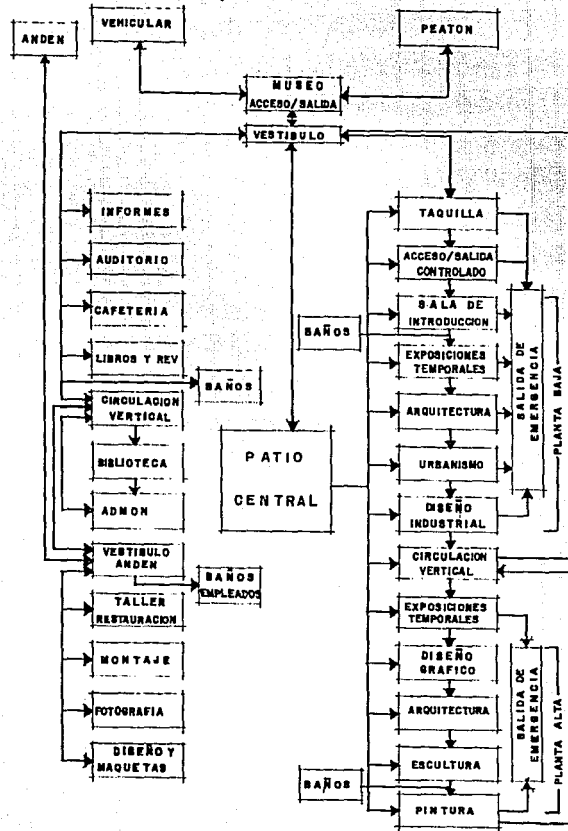 ANDEN
VEHICULAR
PEATON
MUSEO
ACCESO/SALIDA
VESTIBULO
INFORMES
AUDITORIO
CAFETERIA
LIBROS Y REV
BAÑOS
CIRCULACION
VERTICAL
BIBLIOTECA
ADMON
VESTIBULO
ANDEN
BAÑOS
EMPLEADOS
TALLER
RESTAURACION
MONTAJE
FOTOGRAFIA
DISEÑO Y
MAQUETAS
PATIO
CENTRAL
TAQUILLA
ACCESO/SALIDA
CONTROLADO
SALA DE
INTRODUCCION
BAÑOS
EXPOSICIONES
TEMPORALES
ARQUITECTURA
URBANISMO
DISEÑO
INDUSTRIAL
SALIDA DE
EMERGENCIA
PLANTA BAJA
CIRCULACION
VERTICAL
EXPOSICIONES
TEMPORALES
DISEÑO
GRAFICO
ARQUITECTURA
ESCULTURA
BAÑOS
PINTURA
SALIDA DE
EMERGENCIA
PLANTA ALTA